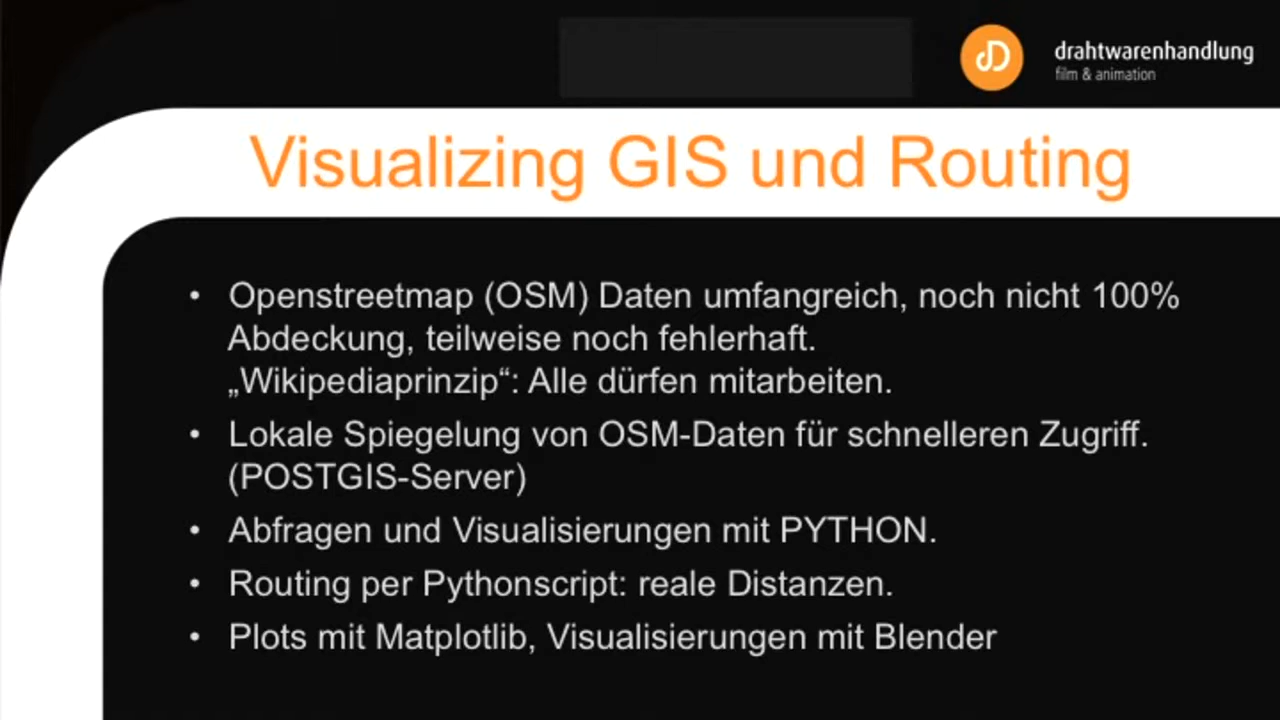 drahtwarenhandlung
film & animation
Visualizing GIS und Routing
• Openstreetmap (OSM) Daten umfangreich, noch nicht 100%
Abdeckung, teilweise noch fehlerhaft.
„Wikipediaprinzip“: Alle dürfen mitarbeiten.
• Lokale Spiegelung von OSM-Daten für schnelleren Zugriff.
(POSTGIS-Server)
• Abfragen und Visualisierungen mit PYTHON.
• Routing per Pythonscript: reale Distanzen.
• Plots mit Matplotlib, Visualisierungen mit Blender